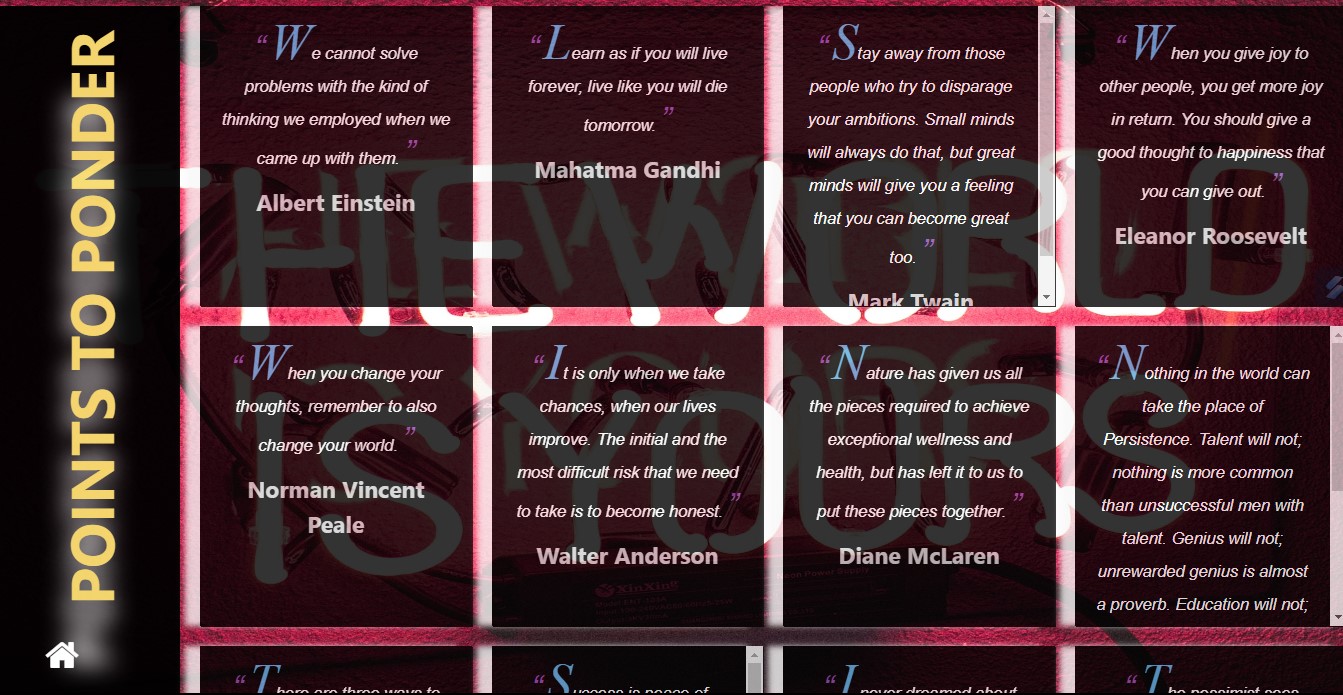 POINTS TO PONDER
“We cannot solve
problems with the kind of
thinking we employed when we
came up with them. ”
Albert Einstein
“Learn as if you will live
forever, live like you will die
tomorrow. ”
Mahatma Gandhi
“Stay away from those
people who try to disparage
your ambitions. Small minds
will always do that, but great
minds will give you a feeling
that you can become great
too. ”
Mark Twain
“When you give joy to
other people, you get more joy
in return. You should give a
good thought to happiness that
you can give out. ”
Eleanor Roosevelt
“When you change your
thoughts, remember to also
change your world. ”
Norman Vincent
Peale
“It is only when we take
chances, when our lives
improve. The initial and the
most difficult risk that we need
to take is to become honest. ”
Walter Anderson
“Nature has given us all
the pieces required to achieve
exceptional wellness and
health, but has left it to us to
put these pieces together. ”
Diane McLaren
“Nothing in the world can
take the place of
Persistence. Talent will not;
nothing is more common
than unsuccessful men with
talent. Genius will not;
unrewarded genius is almost
a proverb. Education will not;
“There are three ways to
“Success is peace of
“I never dreamed about
“The pessimist sees
THE WORLD
IS YOURS
XinXing